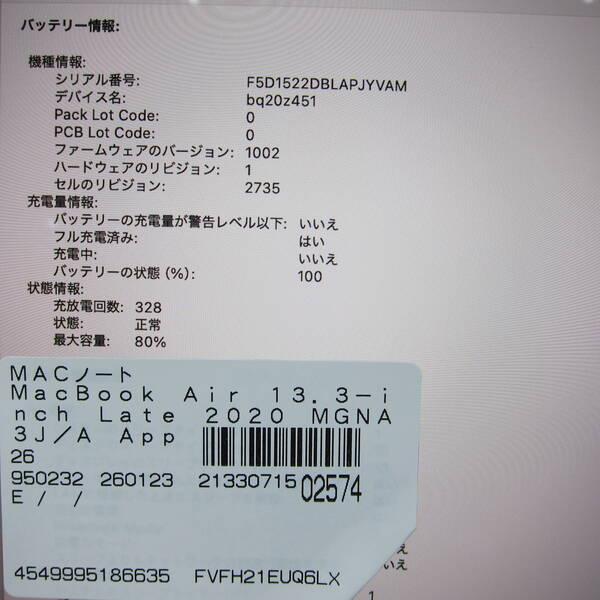 バッテリー情報:
機種情報:
シリアル番号: F5D1522DBLAPJYVAM
デバイス名: bq20z451
Pack Lot Code: 0
PCB Lot Code: 0
ファームウェアのバージョン: 1002
ハードウェアのリビジョン: 1
セルのリビジョン: 2735
充電量情報:
バッテリーの充電量が警告レベル以下: いいえ
フル充電済み: はい
充電中: いいえ
バッテリーの状態 (%): 100
状態情報:
充放電回数: 328
状態: 正常
最大容量: 80%
MACノート
MacBook Air 13.3-i
nch Late 2020 MGNA
3J/A App
26
950232 260123 21330715 02574
E / /
4549995186635 FVFH21EUQ6LX
え
いえ
1